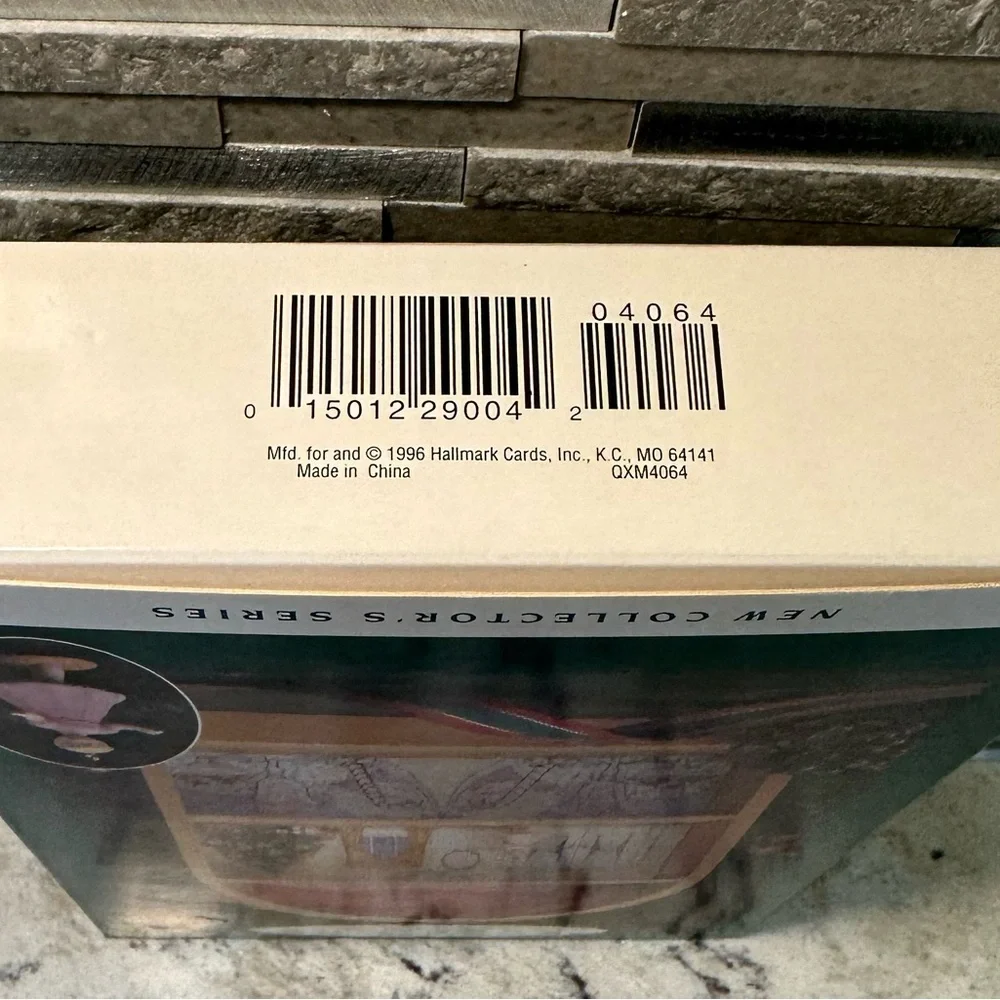 04064
0 15012 29004 2
Mfd. for and © 1996 Hallmark Cards, Inc., K.C., MO 64141
Made in China QXM4064
NEW COLLECTOR'S SERIES